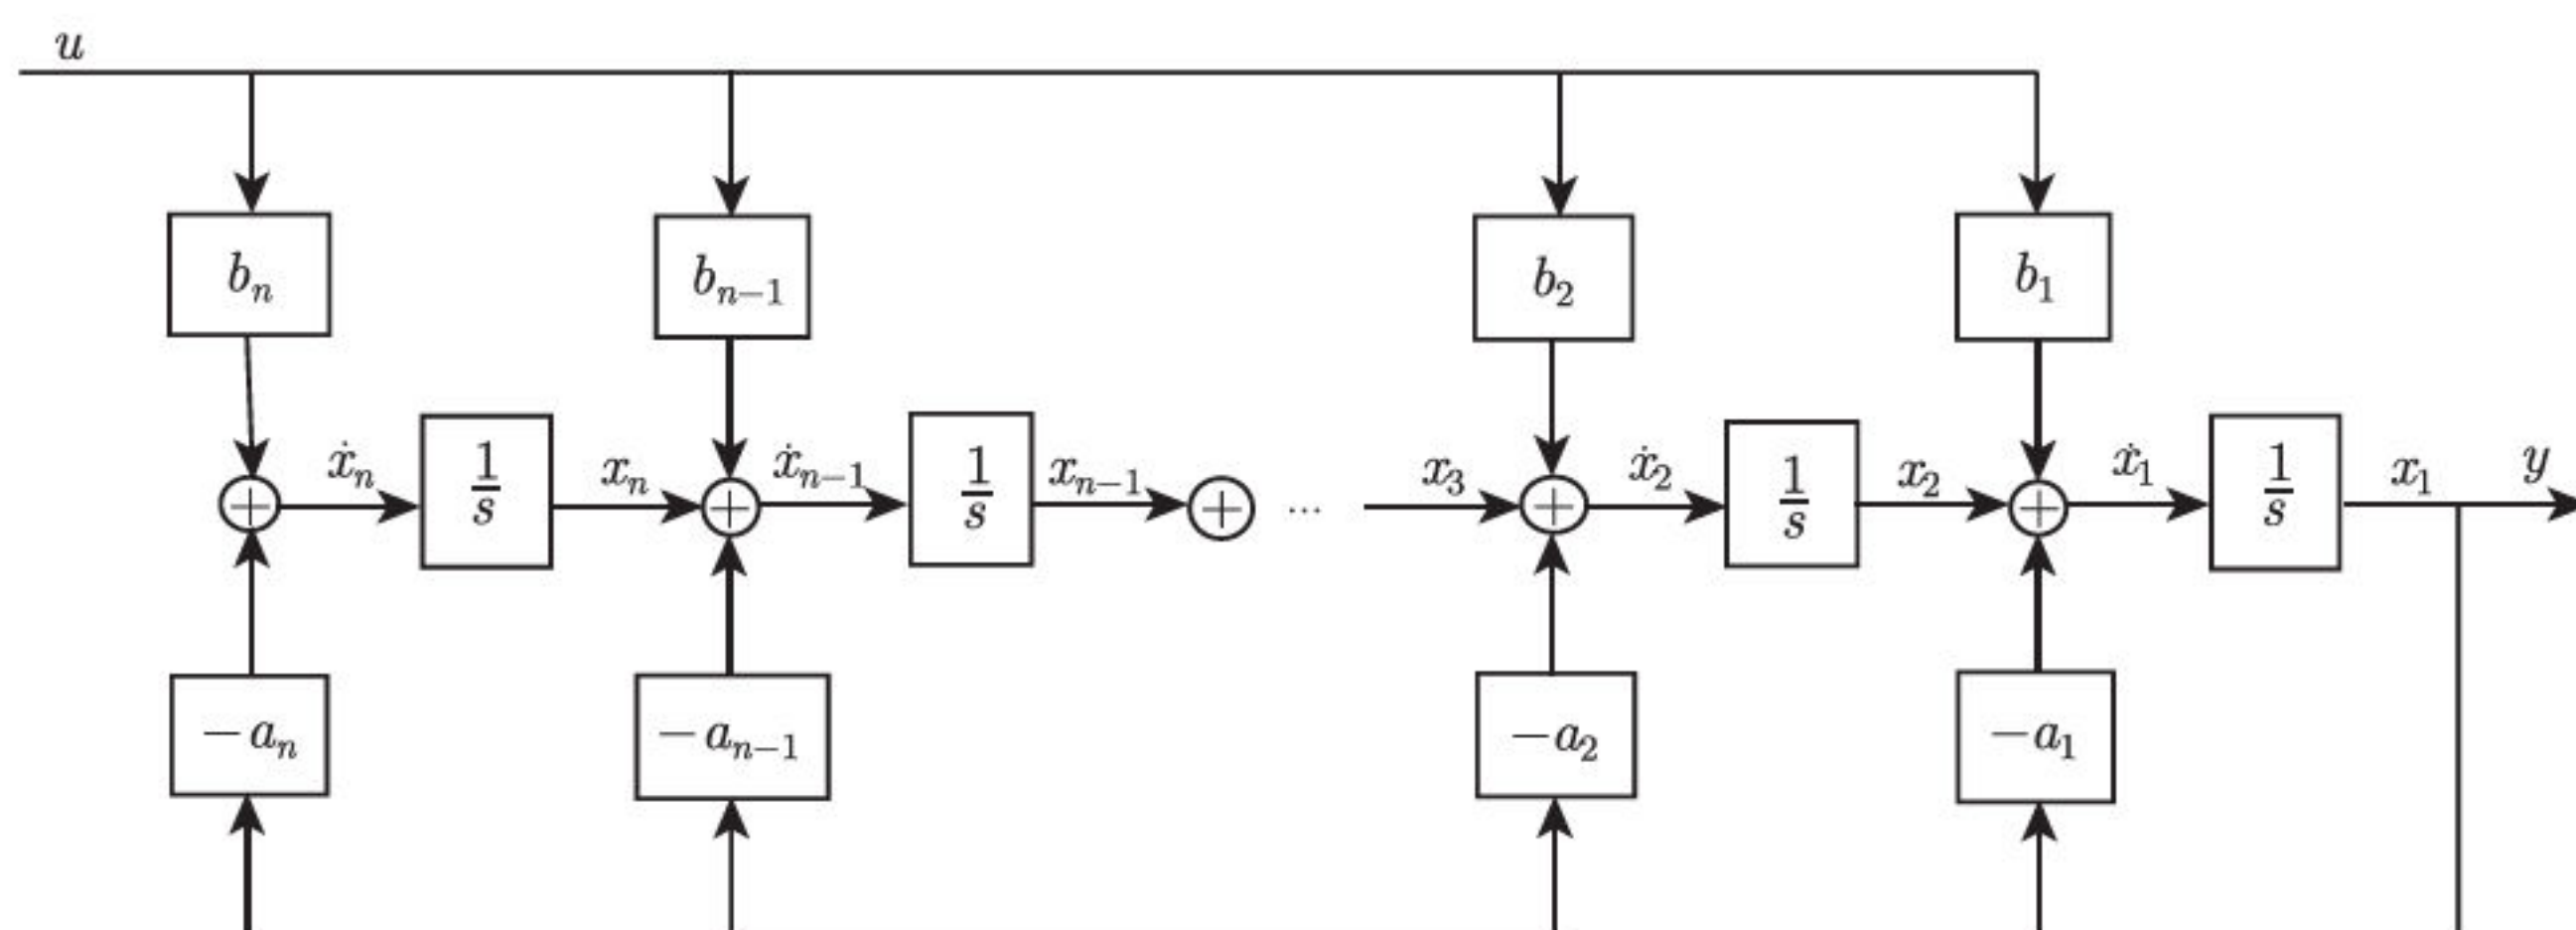 u
b_n b_{n-1} b_2 b_1
+ ẋ_n 1/s x_n + ẋ_{n-1} 1/s x_{n-1} + ... x_3 + ẋ_2 1/s x_2 + ẋ_1 1/s x_1 y
-a_n -a_{n-1} -a_2 -a_1